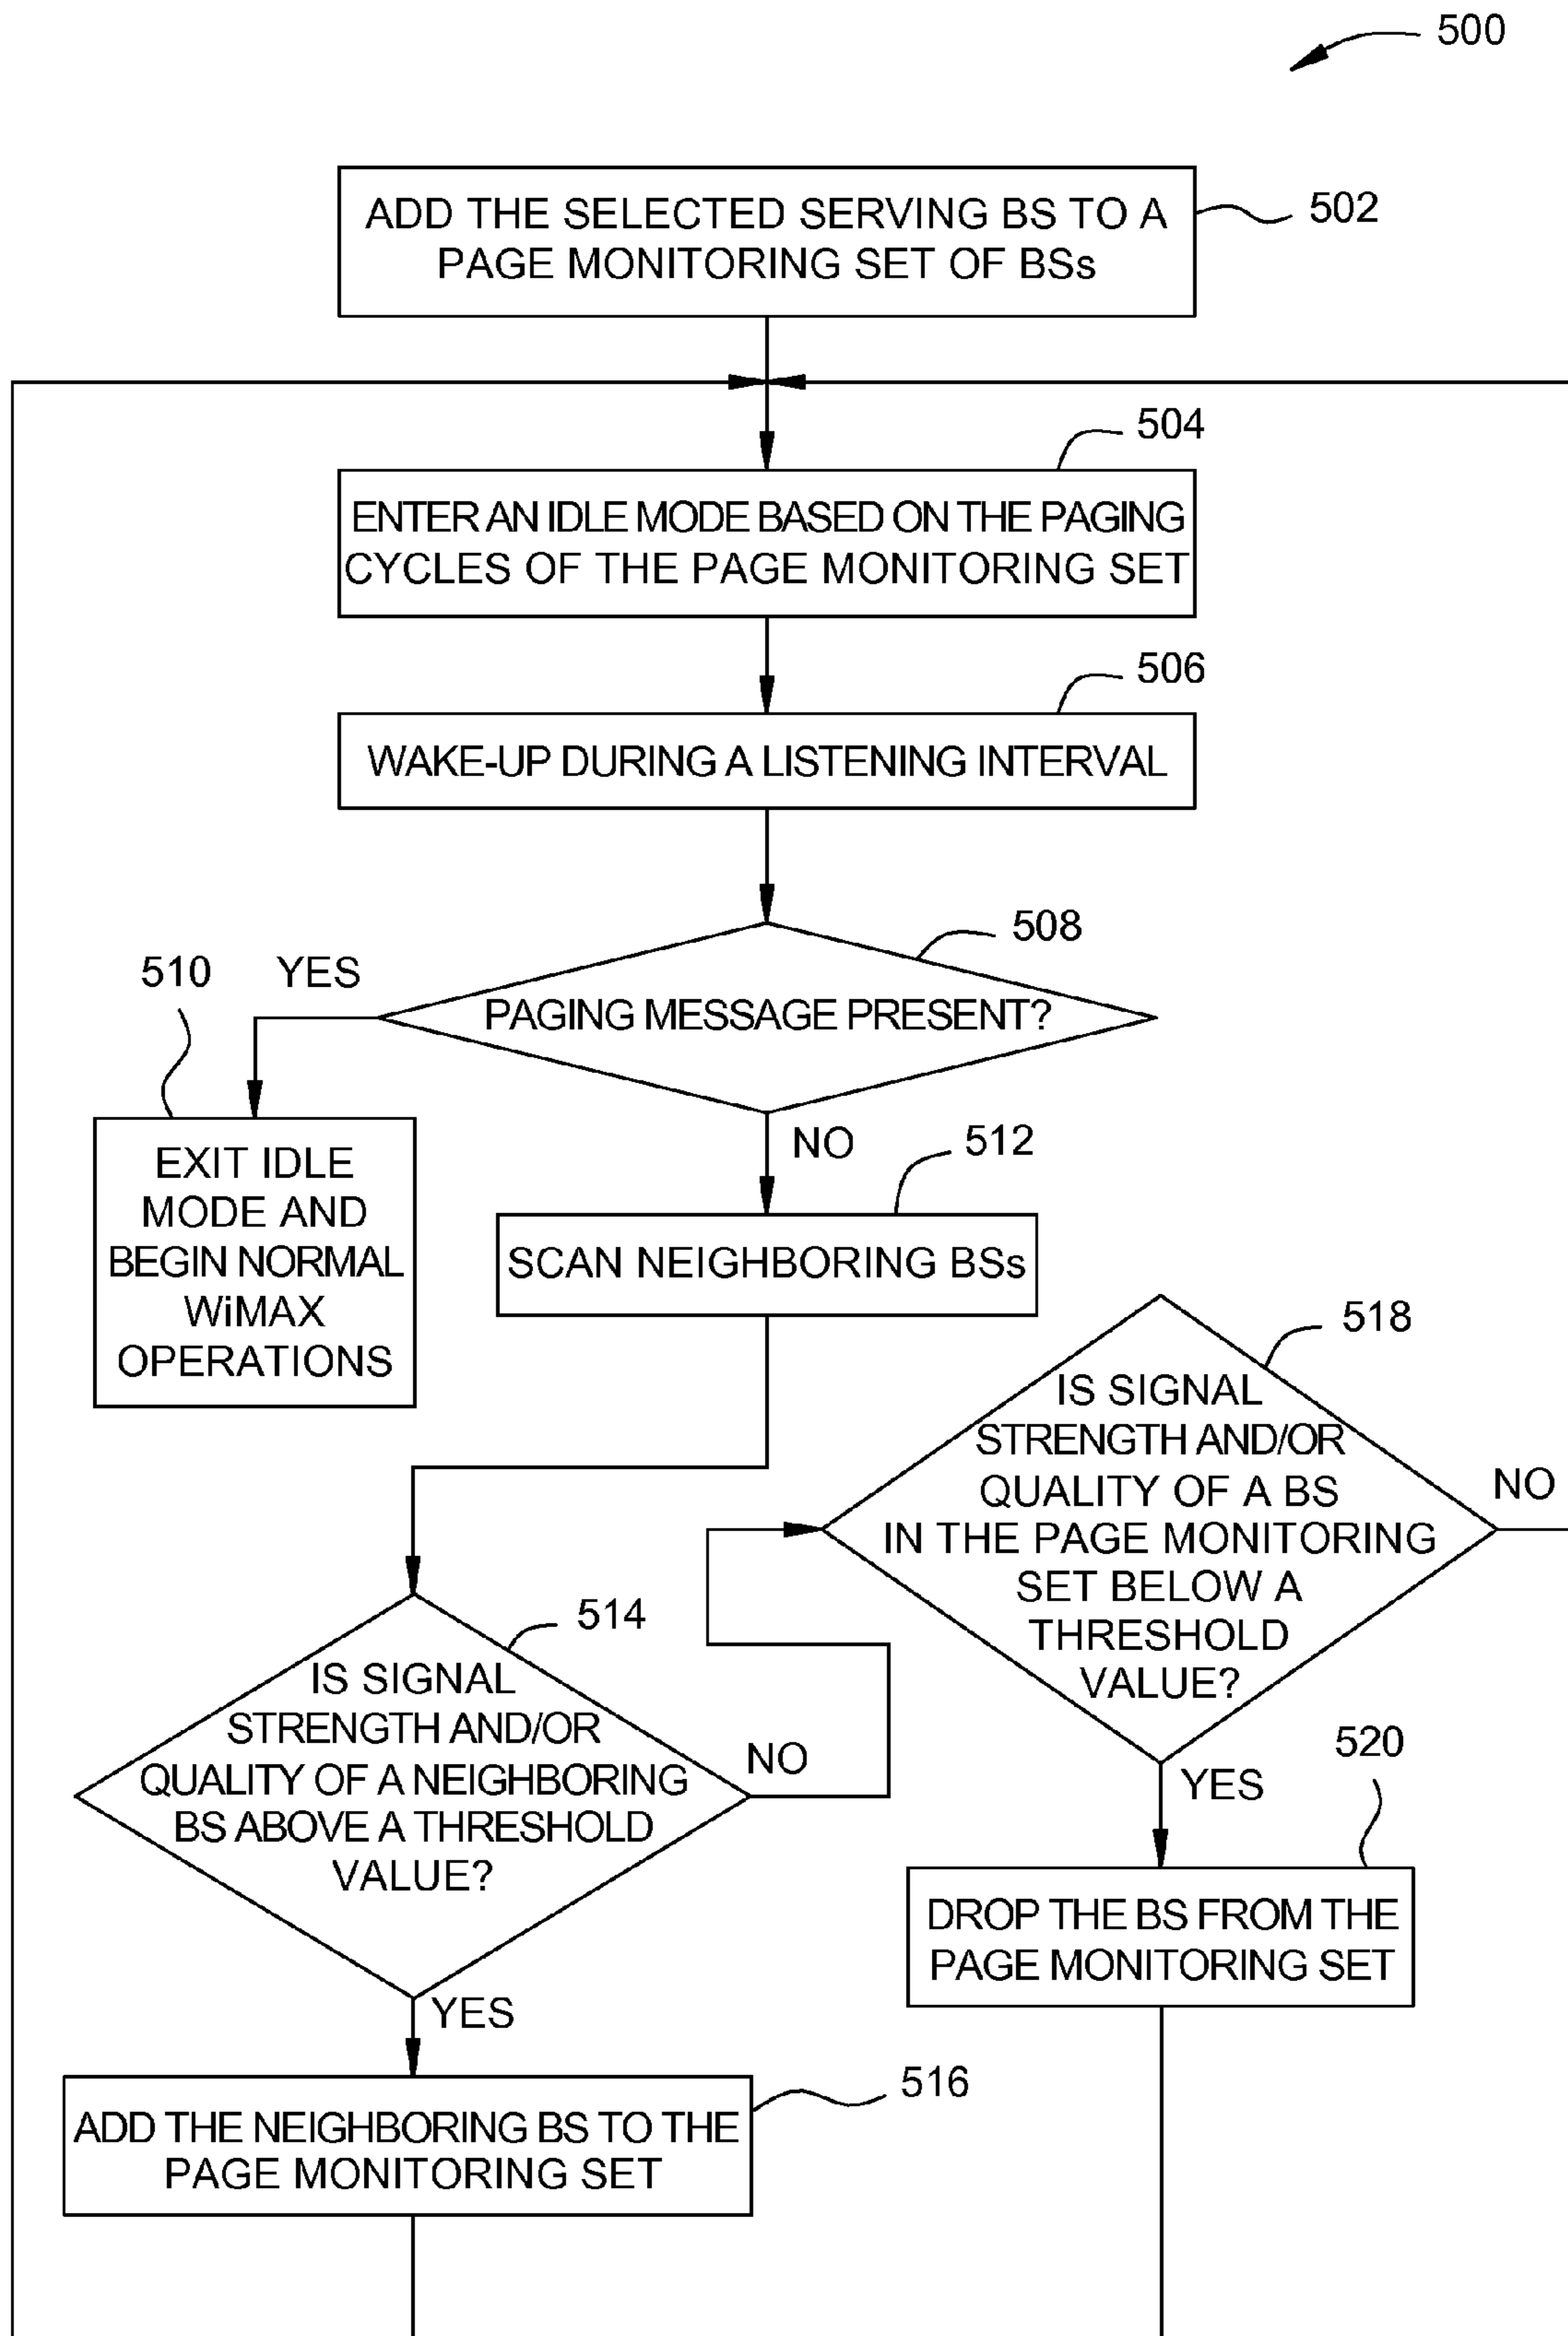 500
ADD THE SELECTED SERVING BS TO A
PAGE MONITORING SET OF BSs
502
504
ENTER AN IDLE MODE BASED ON THE PAGING
CYCLES OF THE PAGE MONITORING SET
506
WAKE-UP DURING A LISTENING INTERVAL
508
PAGING MESSAGE PRESENT?
YES
510
EXIT IDLE
MODE AND
BEGIN NORMAL
WiMAX
OPERATIONS
NO
512
SCAN NEIGHBORING BSs
514
IS SIGNAL
STRENGTH AND/OR
QUALITY OF A NEIGHBORING
BS ABOVE A THRESHOLD
VALUE?
NO
YES
516
ADD THE NEIGHBORING BS TO THE
PAGE MONITORING SET
518
IS SIGNAL
STRENGTH AND/OR
QUALITY OF A BS
IN THE PAGE MONITORING
SET BELOW A
THRESHOLD
VALUE?
NO
YES
520
DROP THE BS FROM THE
PAGE MONITORING SET